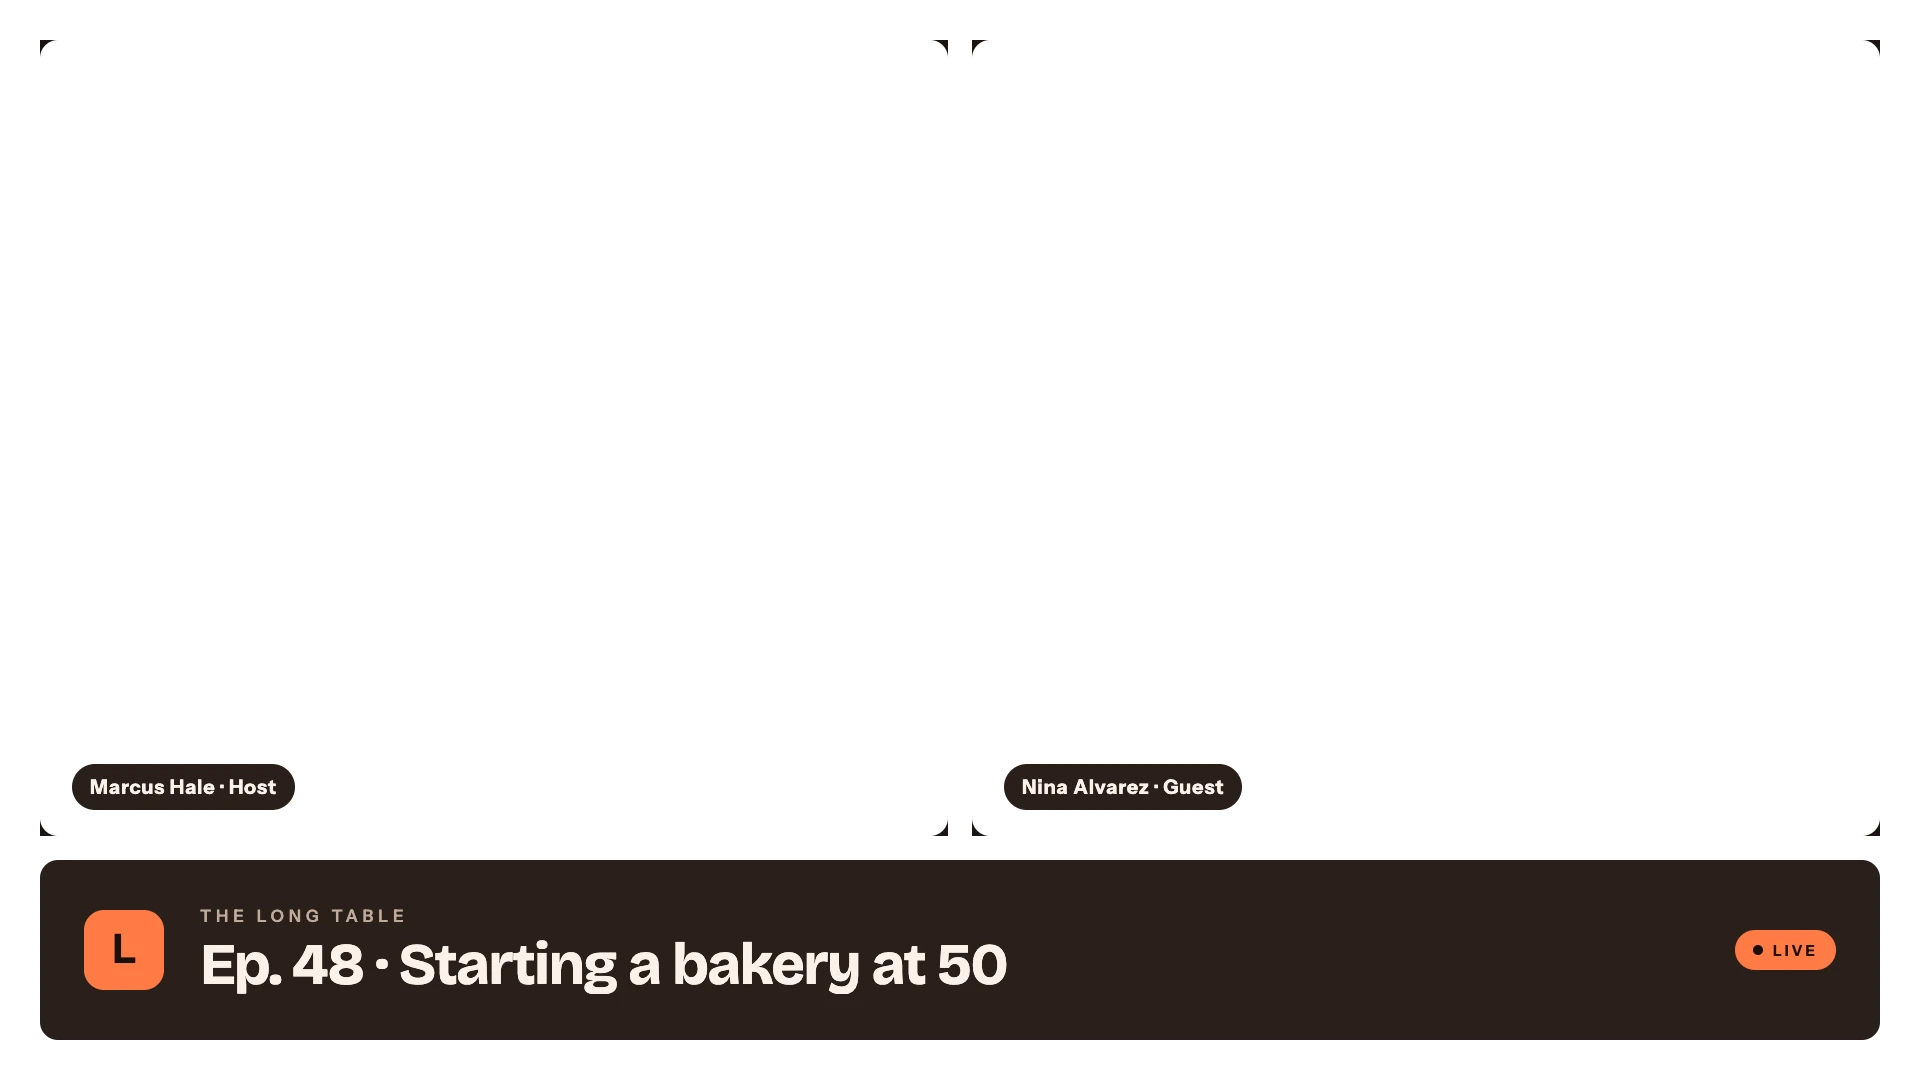 Marcus Hale · Host
Nina Alvarez · Guest
L
THE LONG TABLE
Ep. 48 · Starting a bakery at 50
LIVE